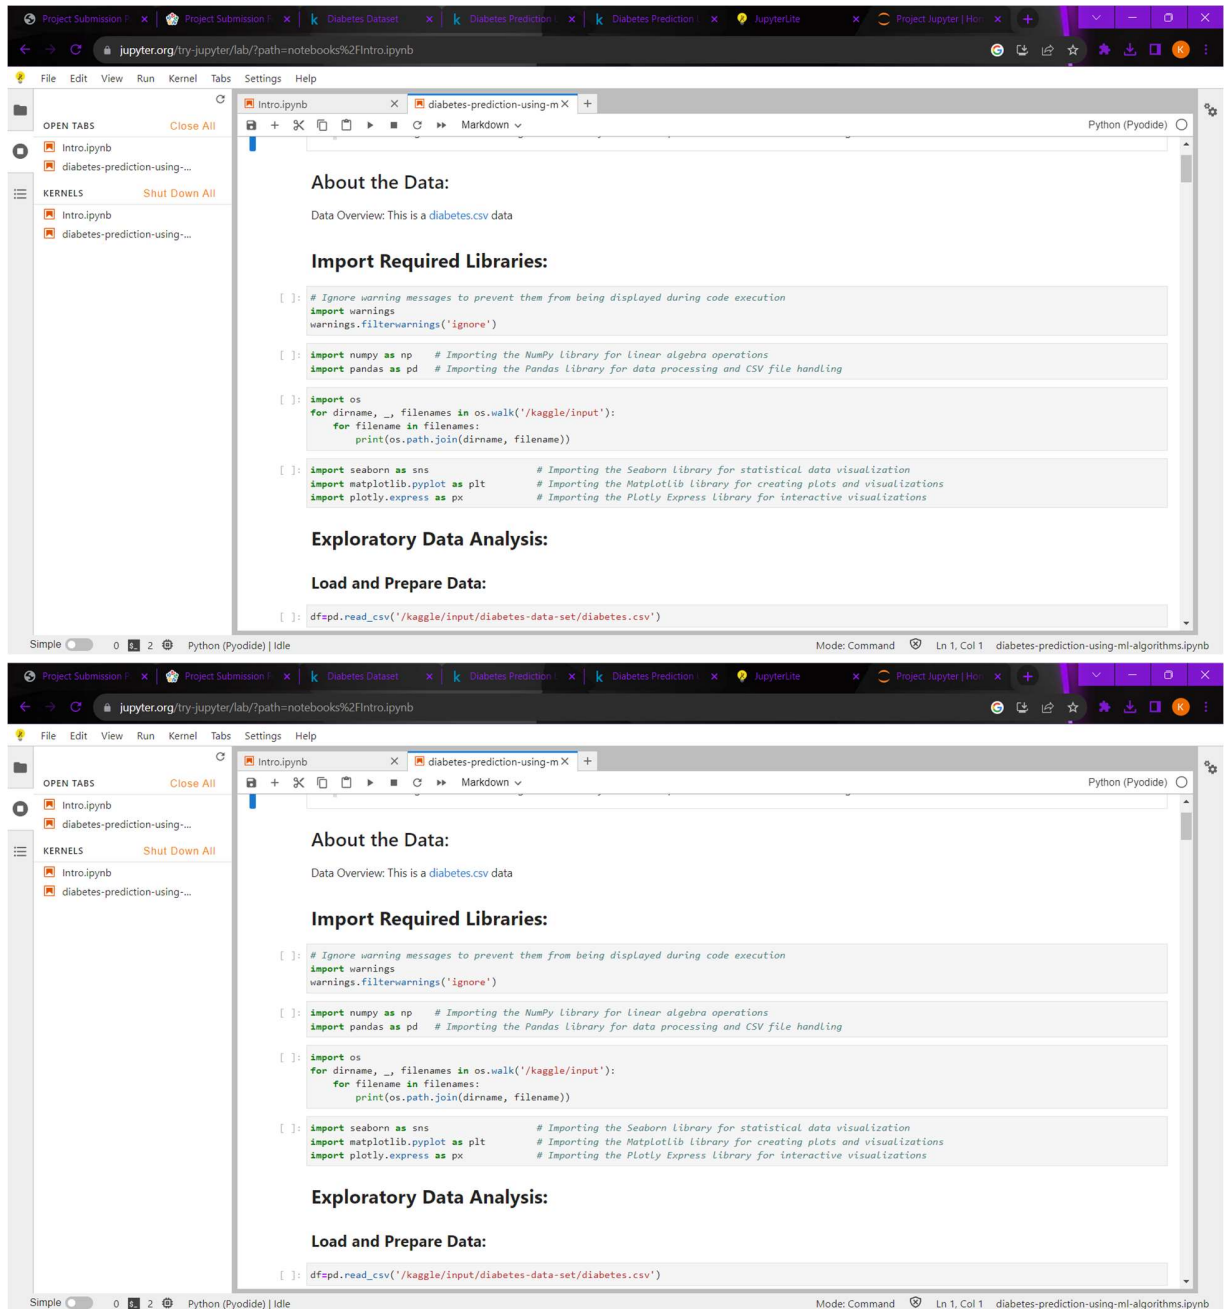 Project Submission P
Project Submission F
Diabetes Dataset
Diabetes Prediction
Diabetes Prediction
JupyterLite
Project Jupyter | Hom
jupyter.org/try-jupyter/lab/?path=notebooks%2FIntro.ipynb
K
File Edit View Run Kernel Tabs Settings Help
Intro.ipynb
diabetes-prediction-using-m
OPEN TABS Close All
Markdown
Python (Pyodide)
Intro.ipynb
diabetes-prediction-using-...
KERNELS Shut Down All
Intro.ipynb
diabetes-prediction-using-...
About the Data:
Data Overview: This is a diabetes.csv data
Import Required Libraries:
[ ]: # Ignore warning messages to prevent them from being displayed during code execution
import warnings
warnings.filterwarnings('ignore')
[ ]: import numpy as np # Importing the NumPy library for linear algebra operations
import pandas as pd # Importing the Pandas library for data processing and CSV file handling
[ ]: import os
for dirname, _, filenames in os.walk('/kaggle/input'):
for filename in filenames:
print(os.path.join(dirname, filename))
[ ]: import seaborn as sns # Importing the Seaborn library for statistical data visualization
import matplotlib.pyplot as plt # Importing the Matplotlib library for creating plots and visualizations
import plotly.express as px # Importing the Plotly Express library for interactive visualizations
Exploratory Data Analysis:
Load and Prepare Data:
[ ]: df=pd.read_csv('/kaggle/input/diabetes-data-set/diabetes.csv')
Simple 0 2 Python (Pyodide) | Idle Mode: Command Ln 1, Col 1 diabetes-prediction-using-ml-algorithms.ipynb
Project Submission P
Project Submission F
Diabetes Dataset
Diabetes Prediction
Diabetes Prediction
JupyterLite
Project Jupyter | Hom
jupyter.org/try-jupyter/lab/?path=notebooks%2FIntro.ipynb
K
File Edit View Run Kernel Tabs Settings Help
Intro.ipynb
diabetes-prediction-using-m
OPEN TABS Close All
Markdown
Python (Pyodide)
Intro.ipynb
diabetes-prediction-using-...
KERNELS Shut Down All
Intro.ipynb
diabetes-prediction-using-...
About the Data:
Data Overview: This is a diabetes.csv data
Import Required Libraries:
[ ]: # Ignore warning messages to prevent them from being displayed during code execution
import warnings
warnings.filterwarnings('ignore')
[ ]: import numpy as np # Importing the NumPy library for linear algebra operations
import pandas as pd # Importing the Pandas library for data processing and CSV file handling
[ ]: import os
for dirname, _, filenames in os.walk('/kaggle/input'):
for filename in filenames:
print(os.path.join(dirname, filename))
[ ]: import seaborn as sns # Importing the Seaborn library for statistical data visualization
import matplotlib.pyplot as plt # Importing the Matplotlib library for creating plots and visualizations
import plotly.express as px # Importing the Plotly Express library for interactive visualizations
Exploratory Data Analysis:
Load and Prepare Data:
[ ]: df=pd.read_csv('/kaggle/input/diabetes-data-set/diabetes.csv')
Simple 0 2 Python (Pyodide) | Idle Mode: Command Ln 1, Col 1 diabetes-prediction-using-ml-algorithms.ipynb